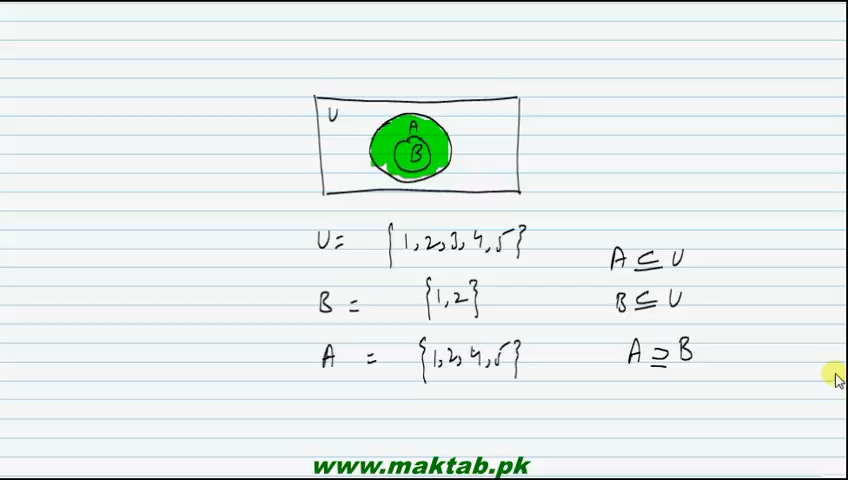 U
A
B
U = {1,2,3,4,5}
A ⊆ U
B = {1,2}
B ⊆ U
A = {1,2,4,5}
A ⊇ B
www.maktab.pk